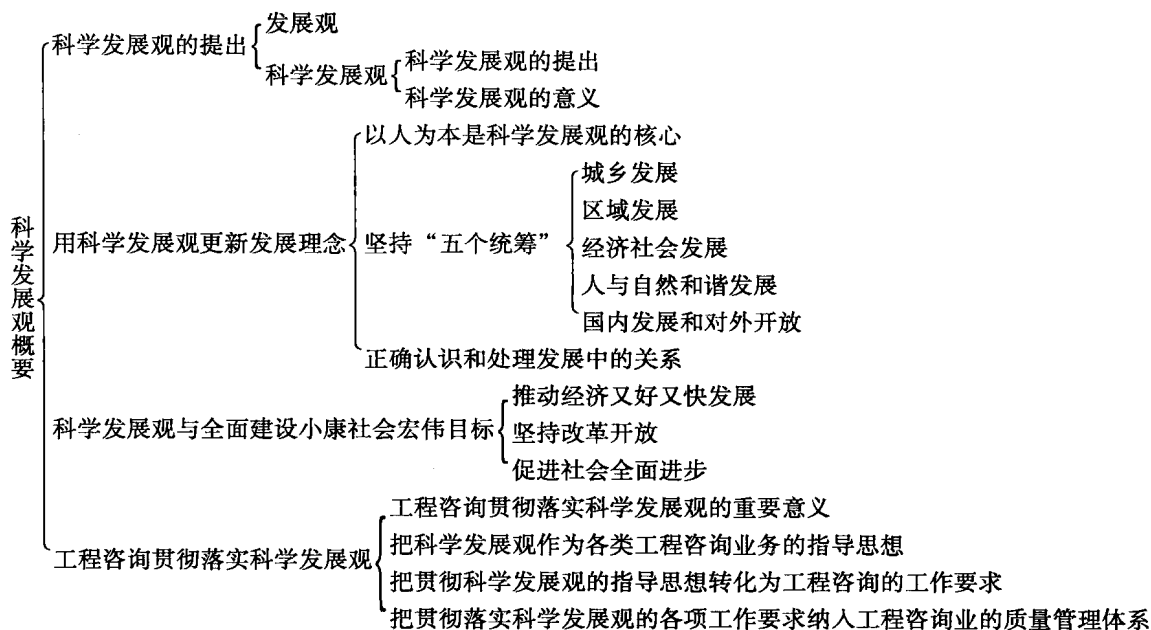 科学发展观概要
科学发展观的提出
发展观
科学发展观
科学发展观的提出
科学发展观的意义
用科学发展观更新发展理念
以人为本是科学发展观的核心
坚持“五个统筹”
城乡发展
区域发展
经济社会发展
人与自然和谐发展
国内发展和对外开放
正确认识和处理发展中的关系
科学发展观与全面建设小康社会宏伟目标
推动经济又好又快发展
坚持改革开放
促进社会全面进步
工程咨询贯彻落实科学发展观
工程咨询贯彻落实科学发展观的重要意义
把科学发展观作为各类工程咨询业务的指导思想
把贯彻科学发展观的指导思想转化为工程咨询的工作要求
把贯彻落实科学发展观的各项工作要求纳人工程咨询业的质量管理体系